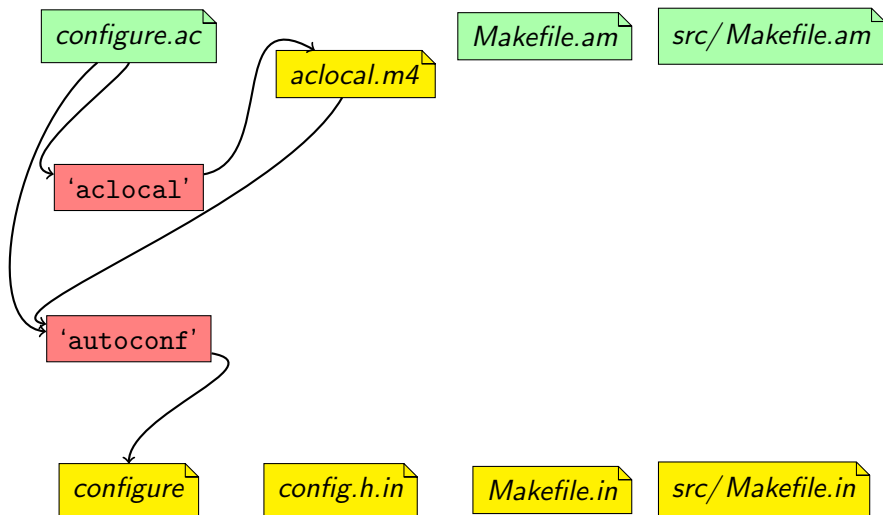 configure.ac
aclocal.m4
Makefile.am
src/Makefile.am
‘aclocal’
‘autoconf’
configure
config.h.in
Makefile.in
src/Makefile.in